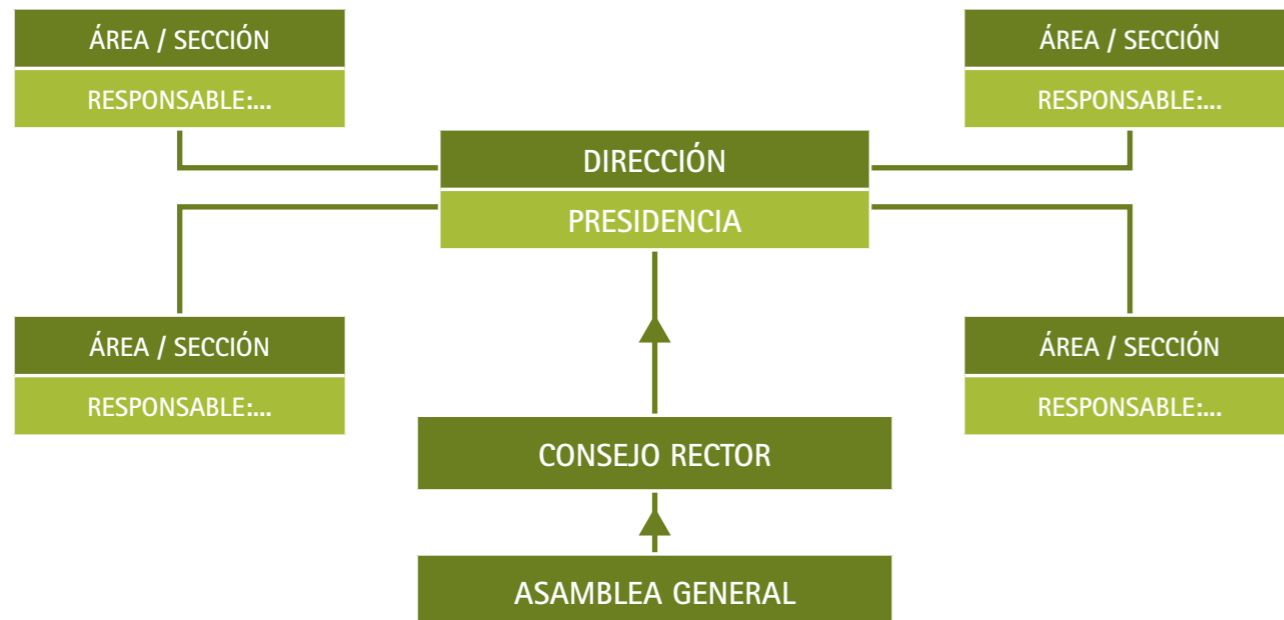 ÁREA / SECCIÓN
RESPONSABLE:...
ÁREA / SECCIÓN
RESPONSABLE:...
DIRECCIÓN
PRESIDENCIA
ÁREA / SECCIÓN
RESPONSABLE:...
ÁREA / SECCIÓN
RESPONSABLE:...
CONSEJO RECTOR
ASAMBLEA GENERAL